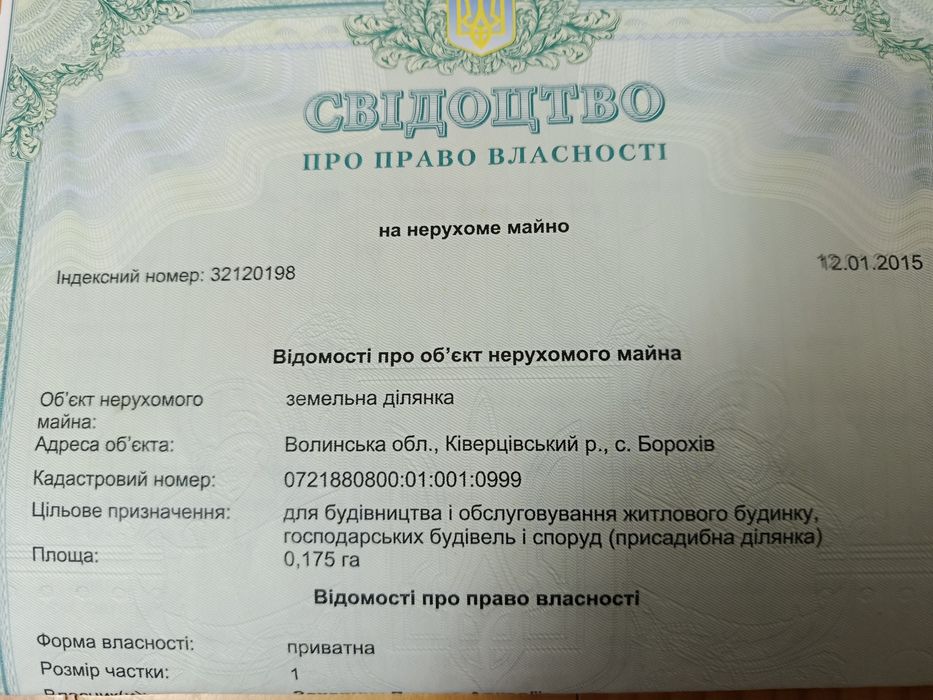 СВІДОЦТВО
ПРО ПРАВО ВЛАСНОСТІ
на нерухоме майно
Індексний номер: 32120198
12.01.2015
Відомості про об’єкт нерухомого майна
Об’єкт нерухомого земельна ділянка
майна:
Адреса об’єкта: Волинська обл., Ківерцівський р., с. Борохів
Кадастровий номер: 0721880800:01:001:0999
Цільове призначення: для будівництва і обслуговування житлового будинку,
господарських будівель і споруд (присадибна ділянка)
Площа: 0,175 га
Відомості про право власності
Форма власності: приватна
Розмір частки: 1